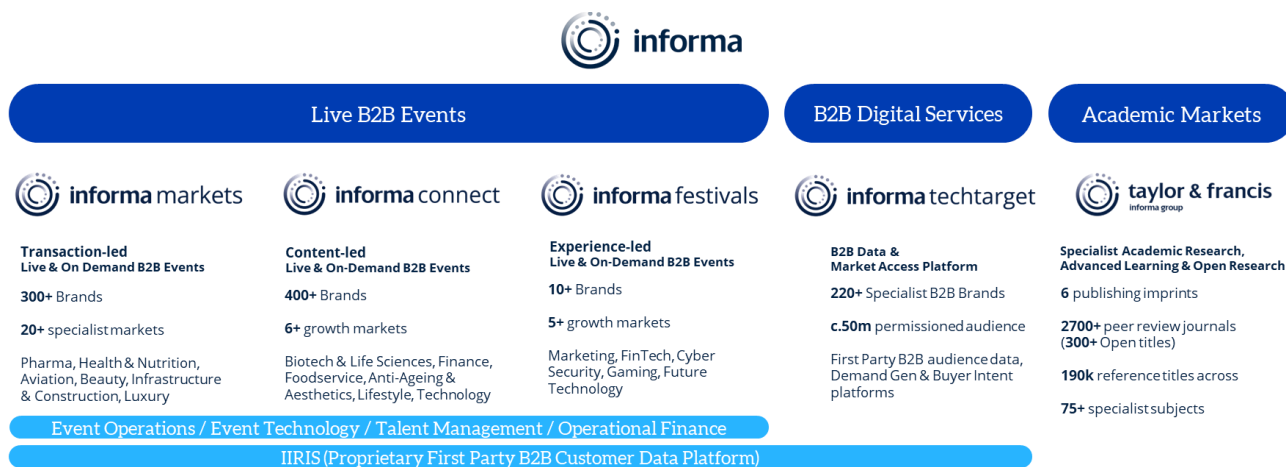 informa
Live B2B Events
B2B Digital Services
Academic Markets
informa markets
Transaction-led
Live & On Demand B2B Events
300+ Brands
20+ specialist markets
Pharma, Health & Nutrition,
Aviation, Beauty, Infrastructure
& Construction, Luxury
informa connect
Content-led
Live & On-Demand B2B Events
400+ Brands
6+ growth markets
Biotech & Life Sciences, Finance,
Foodservice, Anti-Ageing &
Aesthetics, Lifestyle, Technology
informa festivals
Experience-led
Live & On-Demand B2B Events
10+ Brands
5+ growth markets
Marketing, FinTech, Cyber
Security, Gaming, Future
Technology
informa techtarget
B2B Data &
Market Access Platform
220+ Specialist B2B Brands
c.50m permissioned audience
First Party B2B audience data,
Demand Gen & Buyer Intent
platforms
taylor & francis
informa group
Specialist Academic Research,
Advanced Learning & Open Research
6 publishing imprints
2700+ peer review journals
(300+ Open titles)
190k reference titles across
75+ specialist subjects
Event Operations / Event Technology / Talent Management / Operational Finance
IIRIS (Proprietary First Party B2B Customer Data Platform)